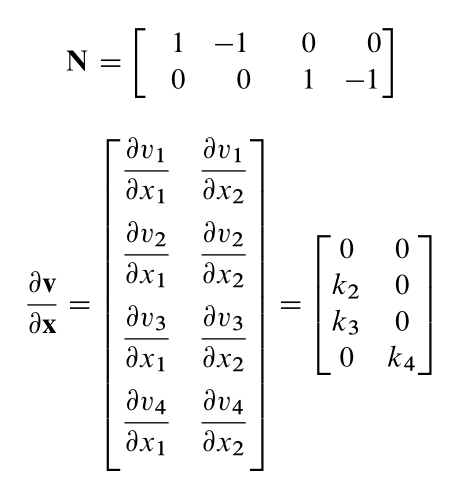 N = [ 1 −1 0 0
0 0 1 −1 ]
∂v/∂x = [ ∂v₁/∂x₁ ∂v₁/∂x₂
∂v₂/∂x₁ ∂v₂/∂x₂
∂v₃/∂x₁ ∂v₃/∂x₂
∂v₄/∂x₁ ∂v₄/∂x₂ ] = [ 0 0
k₂ 0
k₃ 0
0 k₄ ]